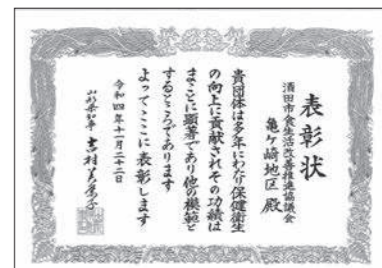 表彰状
酒田市食生活改善推進協議会
亀ヶ崎地区 殿
貴団体は多年にわたり保健衛生
の向上に貢献されその功績は
まことに顕著であり他の模範と
するところであります
よってここに表彰します
令和四年十一月二十二日
山形県知事 吉村美栄子